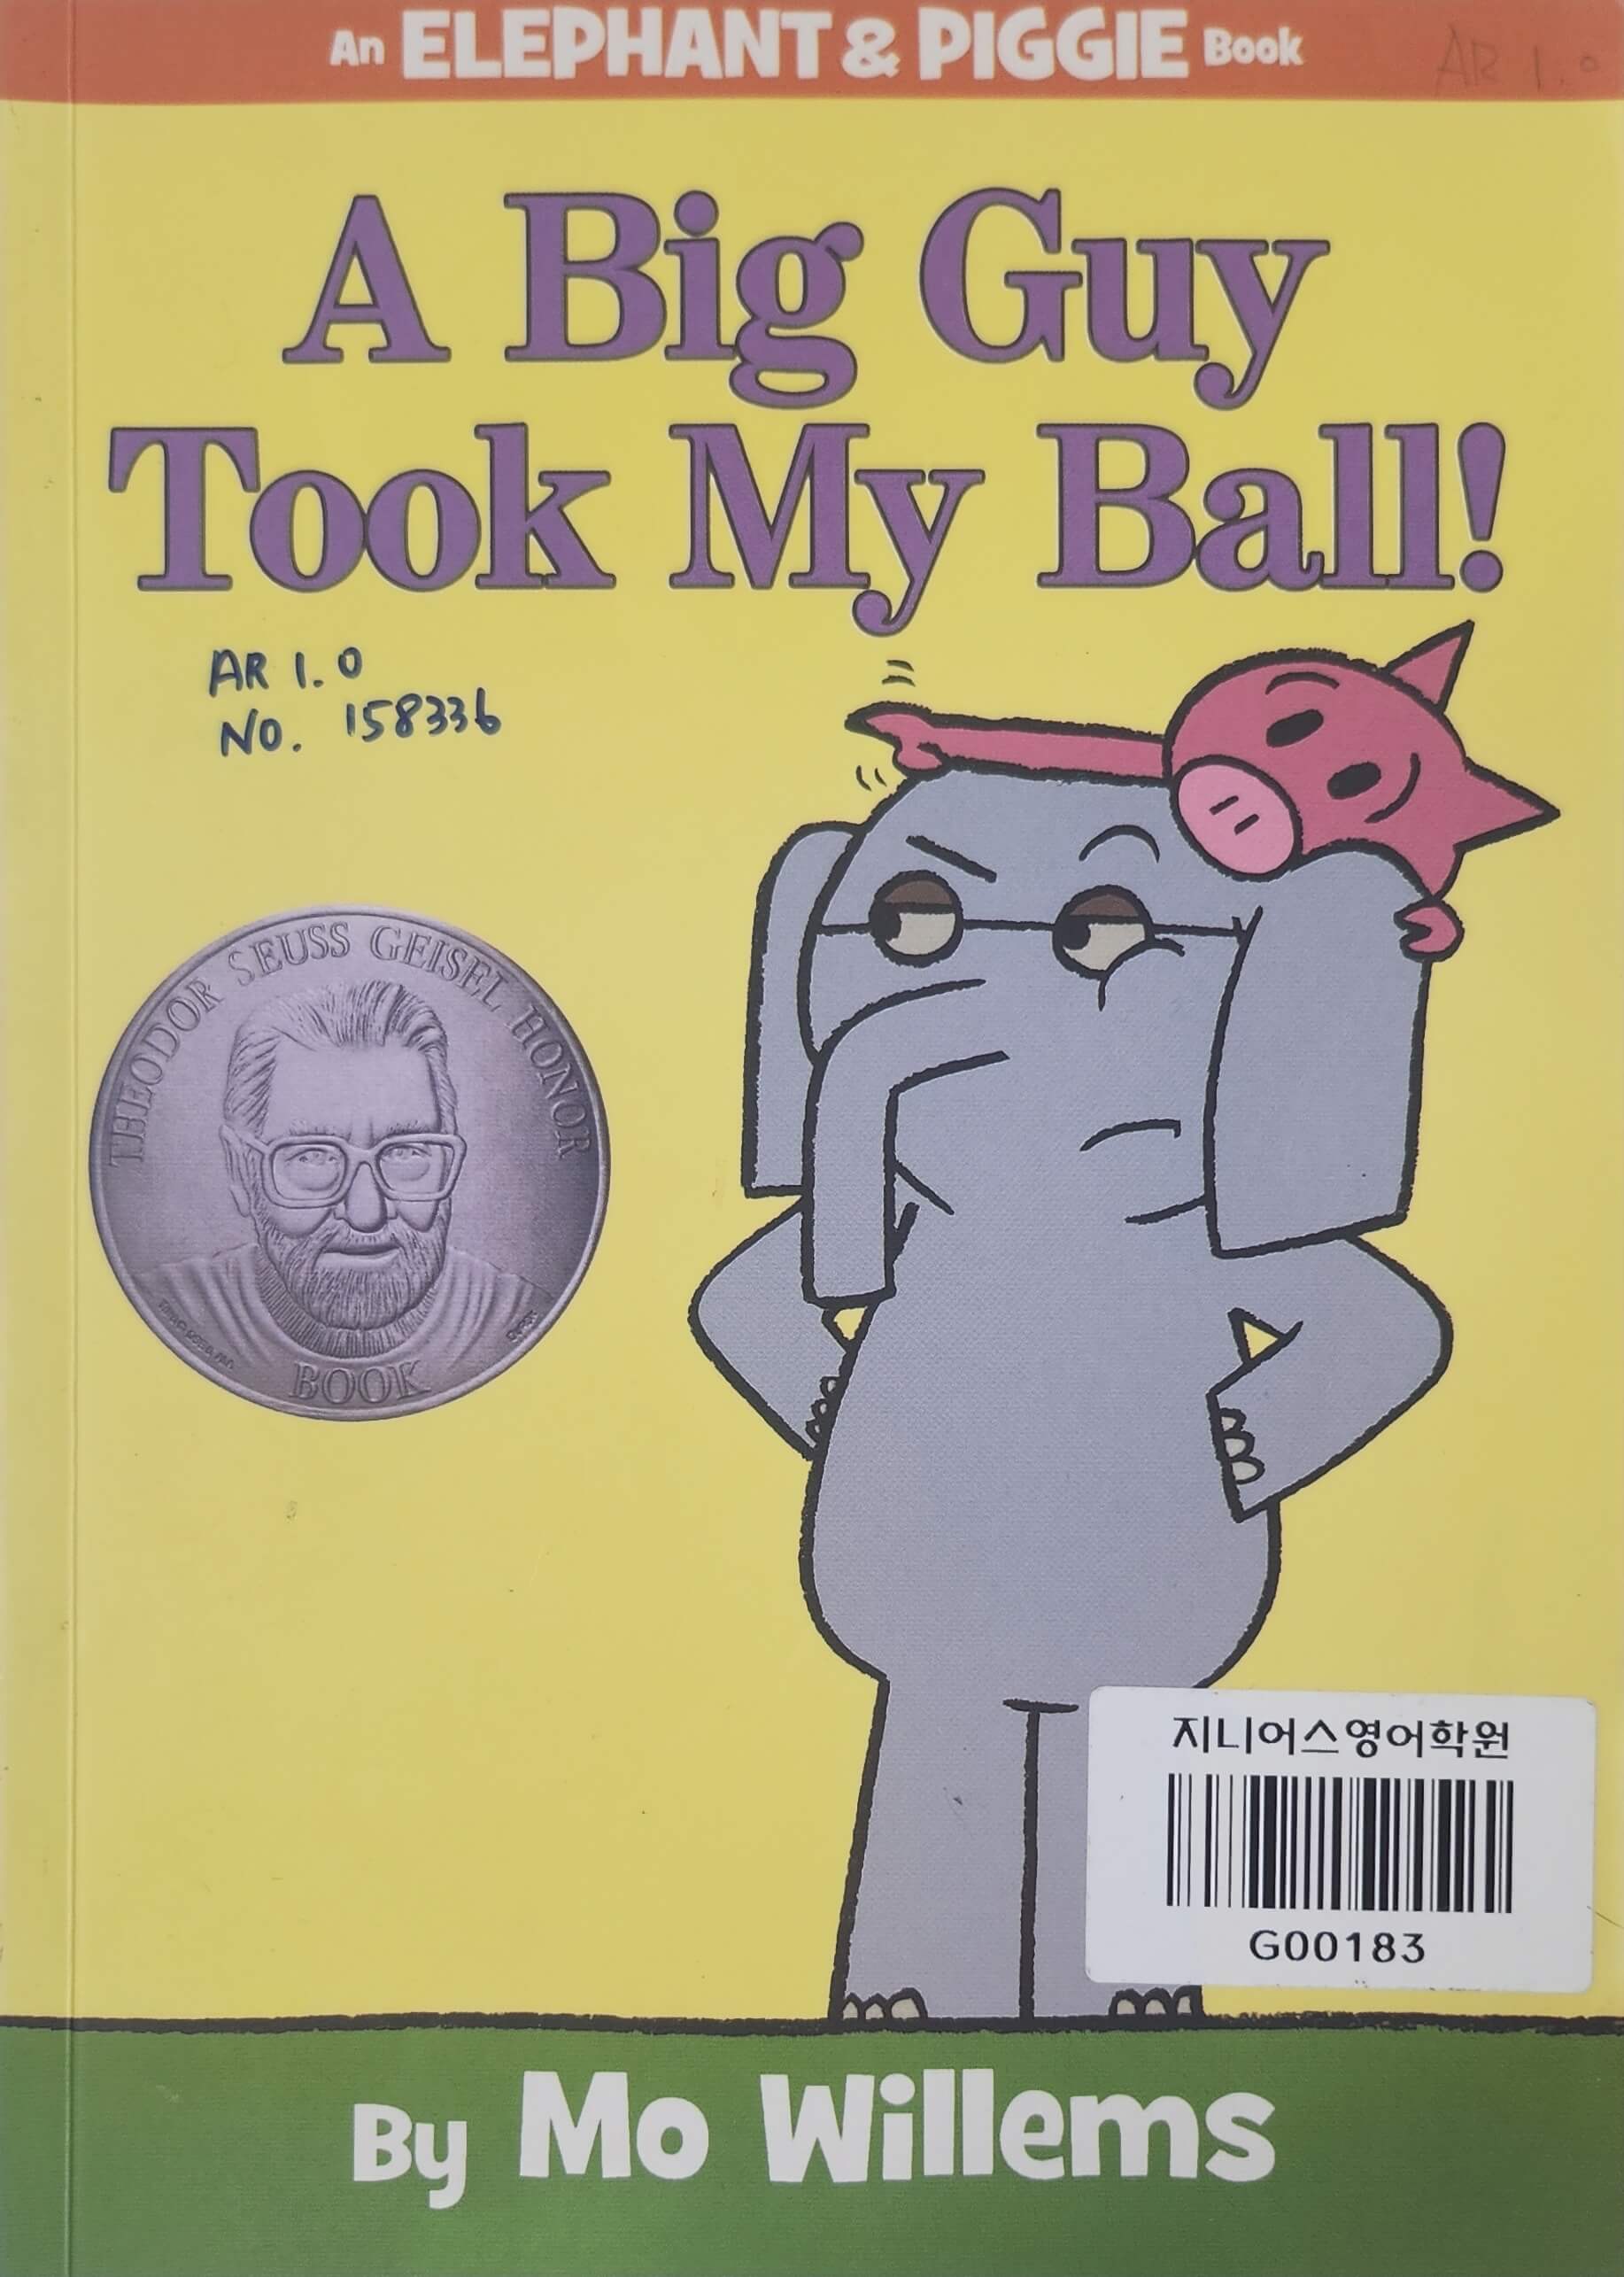 An ELEPHANT & PIGGIE Book
AR 1.0
A Big Guy
Took My Ball!
AR 1.0
NO. 158336
THEODOR SEUSS GEISEL HONOR
BOOK
지니어스영어학원
G00183
By Mo Willems